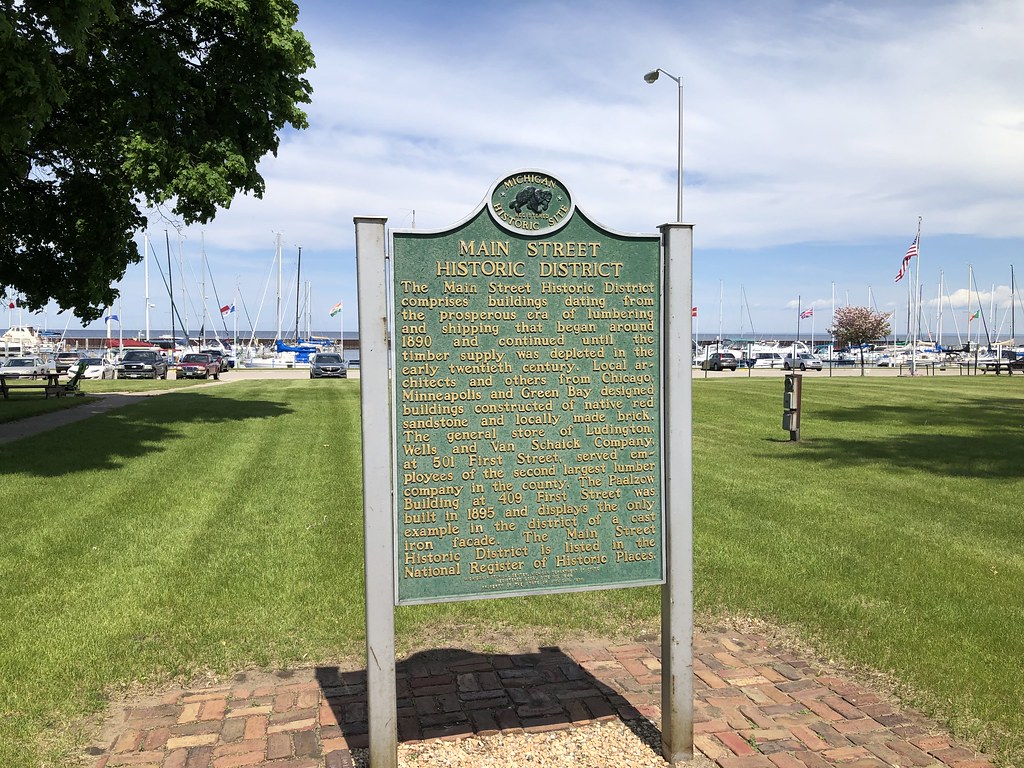 MICHIGAN
REGISTERED
HISTORIC SITE
MAIN STREET
HISTORIC DISTRICT
The Main Street Historic District
comprises buildings dating from
the prosperous era of lumbering
and shipping that began around
1890 and continued until the
timber supply was depleted in the
early twentieth century. Local ar-
chitects and others from Chicago,
Minneapolis and Green Bay designed
buildings constructed of native red
sandstone and locally made brick.
The general store of Ludington,
Wells and Van Schaick Company,
at 501 First Street, served em-
ployees of the second largest lumber
company in the county. The Paalzow
Building at 409 First Street was
built in 1895 and displays the only
example in the district of a cast
iron facade. The Main Street
Historic District is listed in the
National Register of Historic Places.